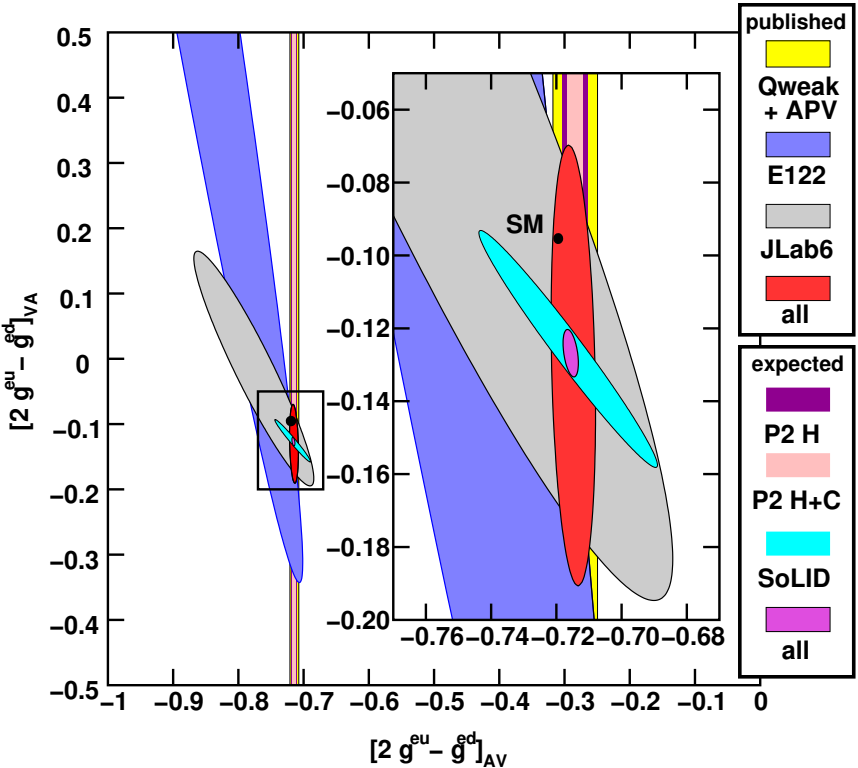 0.5
0.4
0.3
0.2
0.1
0
−0.1
−0.2
−0.3
−0.4
−0.5
[2 g^eu − g^ed]_VA
−1 −0.9 −0.8 −0.7 −0.6 −0.5 −0.4 −0.3 −0.2 −0.1 0
[2 g^eu − g^ed]_AV
−0.06
−0.08
−0.10
−0.12
−0.14
−0.16
−0.18
−0.20
−0.76 −0.74 −0.72 −0.70 −0.68
SM
published
Qweak
+ APV
E122
JLab6
all
expected
P2 H
P2 H+C
SoLID
all